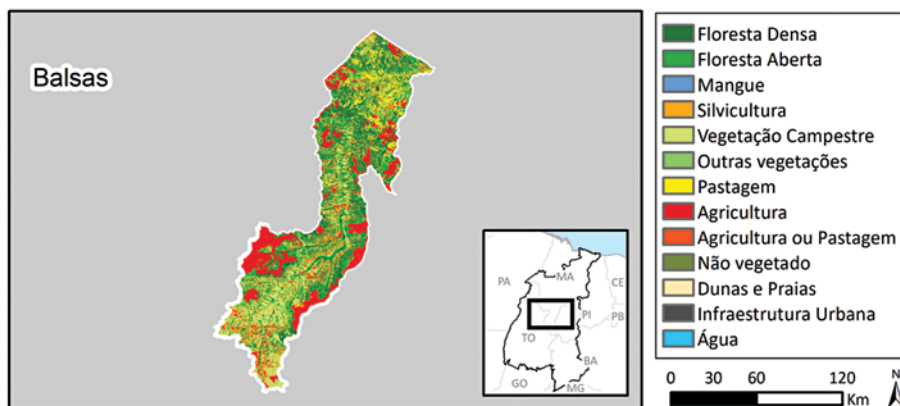 Balsas
PA
MA
CE
PI
PB
TO
BA
GO
MG
Floresta Densa
Floresta Aberta
Mangue
Silvicultura
Vegetação Campestre
Outras vegetações
Pastagem
Agricultura
Agricultura ou Pastagem
Não vegetado
Dunas e Praias
Infraestrutura Urbana
Água
0 30 60 120
Km
N